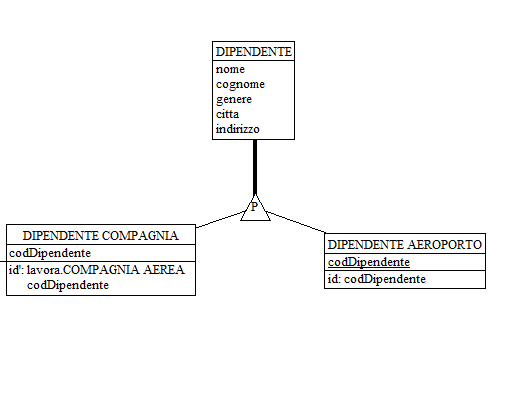 DIPENDENTE
nome
cognome
genere
citta
indirizzo
P
DIPENDENTE COMPAGNIA
codDipendente
id': lavora.COMPAGNIA AEREA
codDipendente
DIPENDENTE AEROPORTO
codDipendente
id: codDipendente